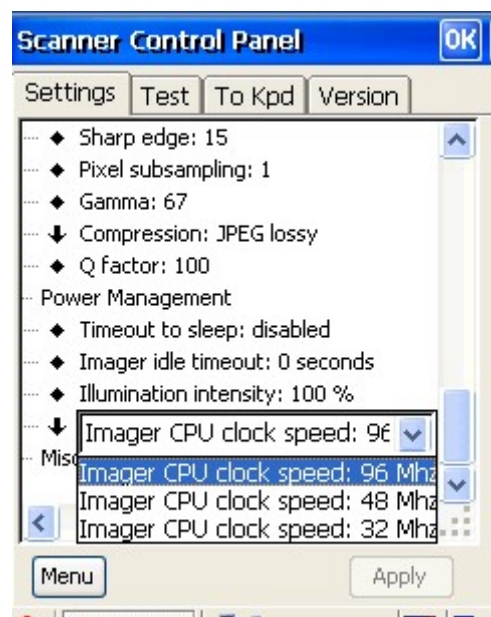 Scanner Control Panel OK
Settings Test To Kpd Version
Sharp edge: 15
Pixel subsampling: 1
Gamma: 67
Compression: JPEG lossy
Q factor: 100
Power Management
Timeout to sleep: disabled
Imager idle timeout: 0 seconds
Illumination intensity: 100 %
Imager CPU clock speed: 96
Misc
Imager CPU clock speed: 96 Mhz
Imager CPU clock speed: 48 Mhz
Imager CPU clock speed: 32 Mhz
Menu Apply